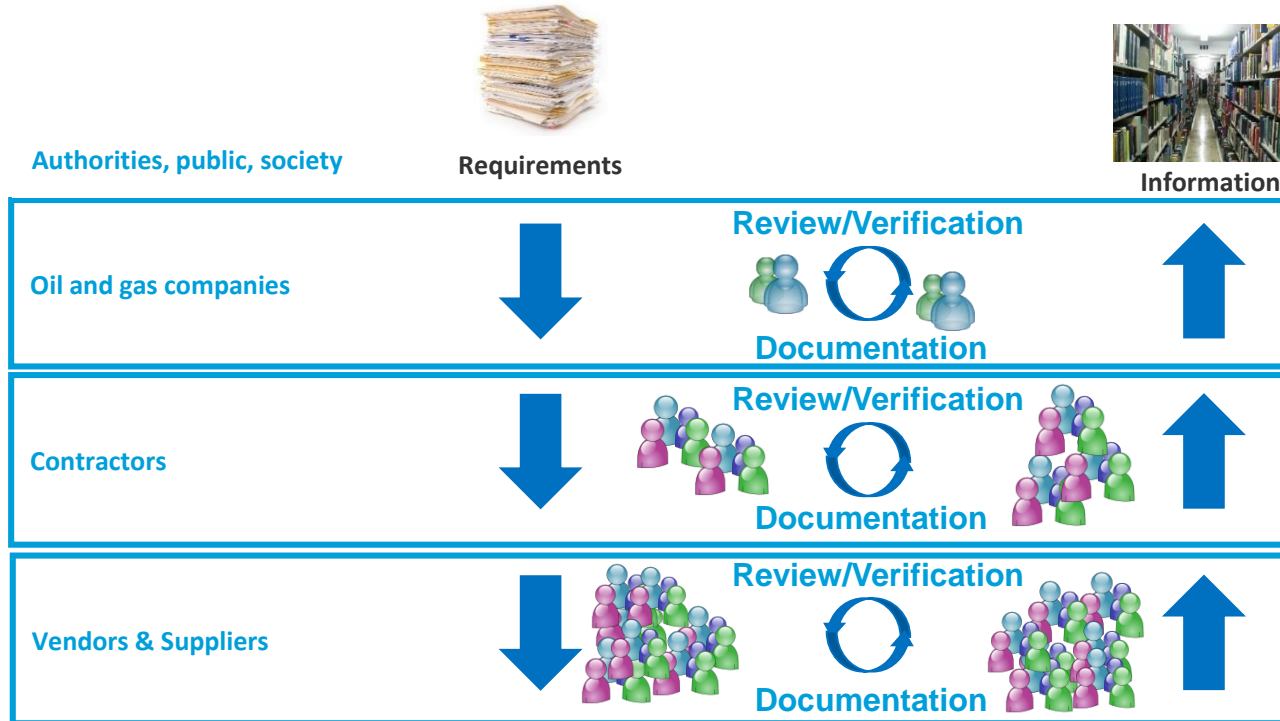 Authorities, public, society
Requirements
Information
Oil and gas companies
Review/Verification
Documentation
Contractors
Review/Verification
Documentation
Vendors & Suppliers
Review/Verification
Documentation